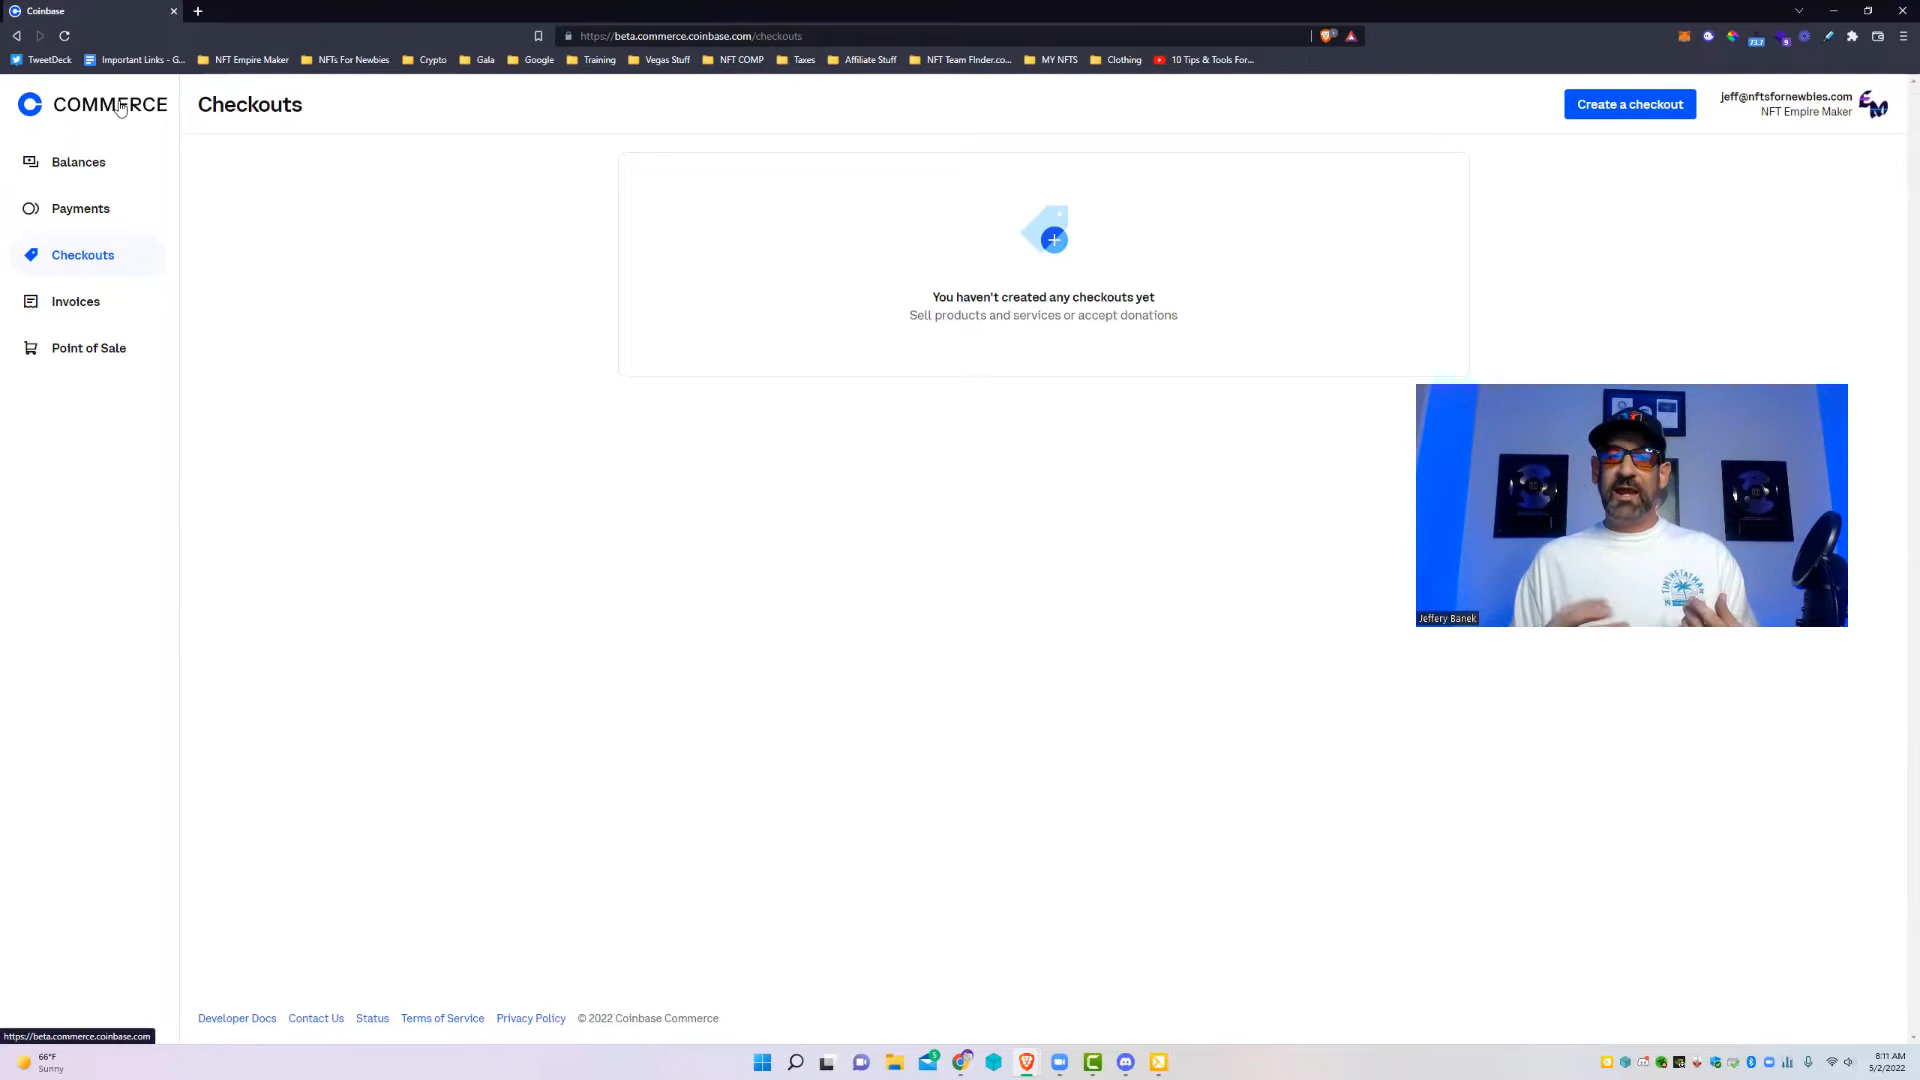 Coinbase
https://beta.commerce.coinbase.com/checkouts
TweetDeck
Important Links - G...
NFT Empire Maker
NFTs For Newbies
Crypto
Gala
Google
Training
Vegas Stuff
NFT COMP
Taxes
Affiliate Stuff
NFT Team FInder.co...
MY NFTS
Clothing
10 Tips & Tools For...
COMMERCE
Checkouts
Create a checkout
jeff@nftsfornewbies.com
NFT Empire Maker
Balances
Payments
Checkouts
Invoices
Point of Sale
You haven't created any checkouts yet
Sell products and services or accept donations
TIMTHETATMAN
Jeffery Banek
Developer Docs
Contact Us
Status
Terms of Service
Privacy Policy
© 2022 Coinbase Commerce
https://beta.commerce.coinbase.com
66°F
Sunny
8:11 AM
5/2/2022